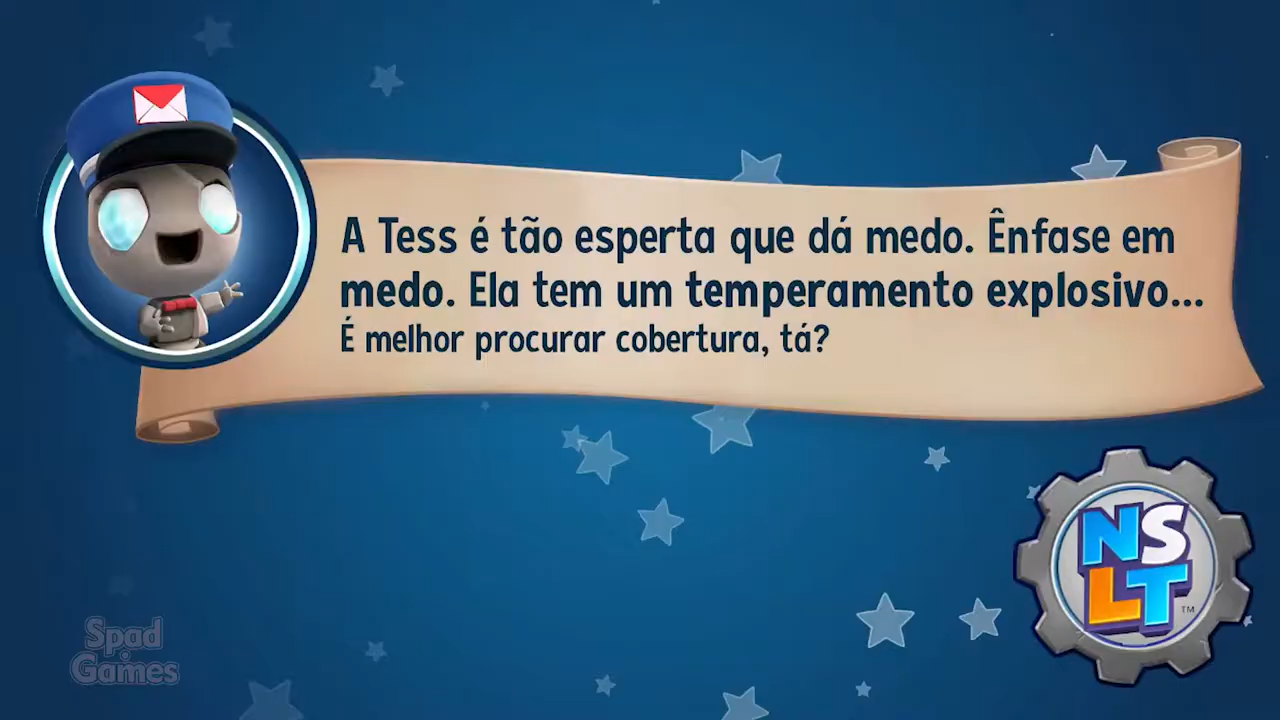 A Tess é tão esperta que dá medo. Ênfase em
medo. Ela tem um temperamento explosivo...
É melhor procurar cobertura, tá?
NS
LT
TM
Spad
Games